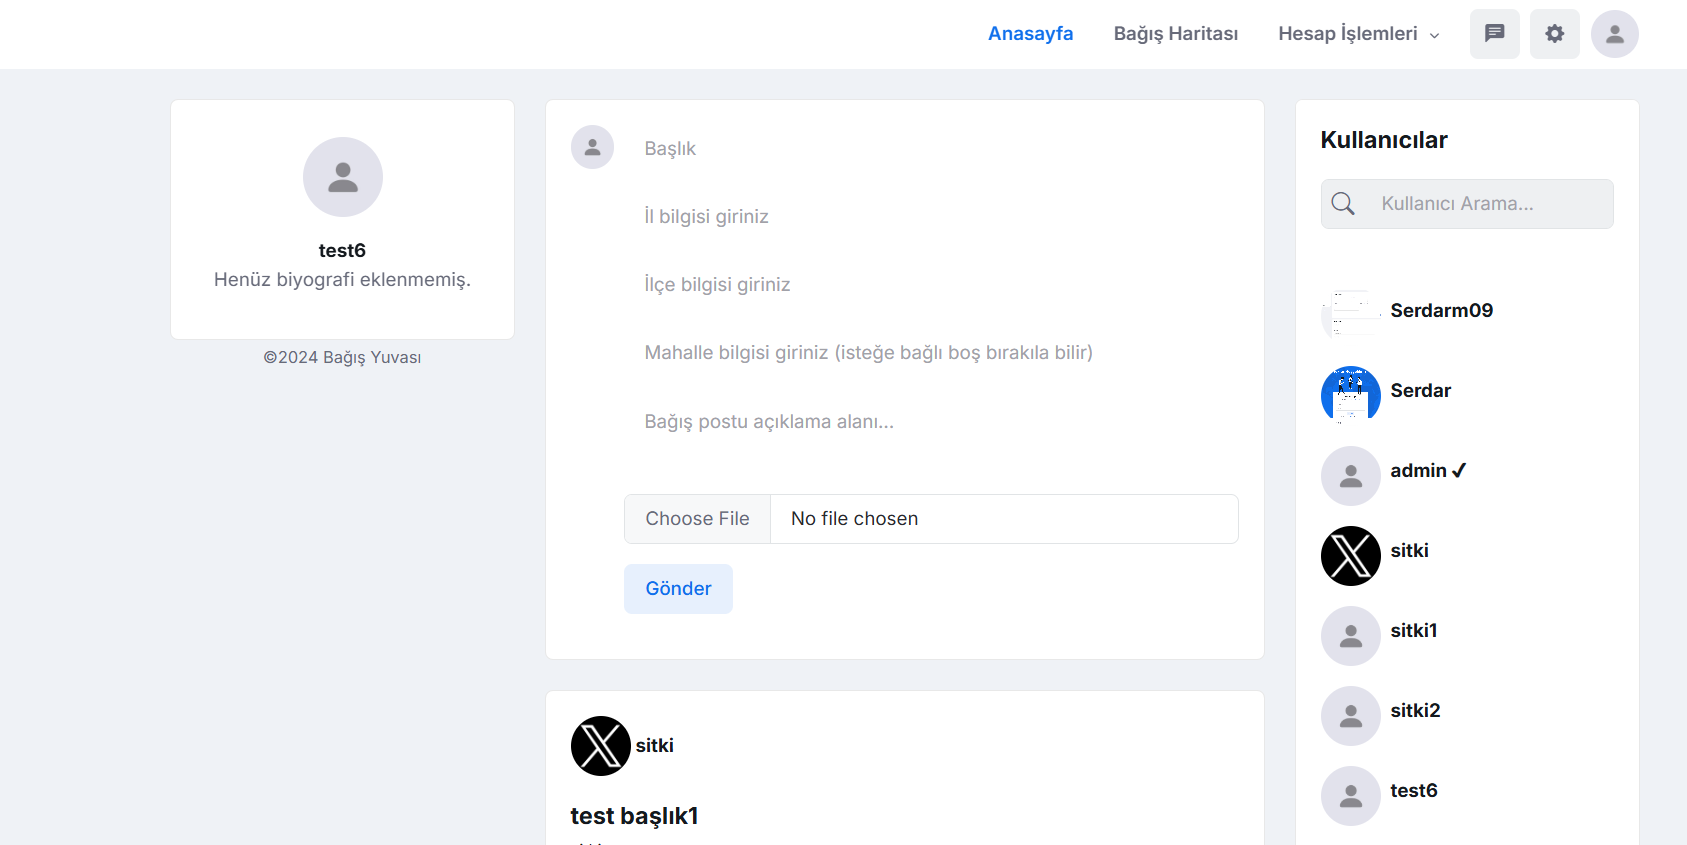 Anasayfa
Bağış Haritası
Hesap İşlemleri
test6
Henüz biyografi eklenmemiş.
©2024 Bağış Yuvası
Başlık
İl bilgisi giriniz
İlçe bilgisi giriniz
Mahalle bilgisi giriniz (isteğe bağlı boş bırakıla bilir)
Bağış postu açıklama alanı...
Choose File
No file chosen
Gönder
sitki
test başlık1
Kullanıcılar
Kullanıcı Arama...
Serdarm09
Serdar
admin ✔
sitki
sitki1
sitki2
test6